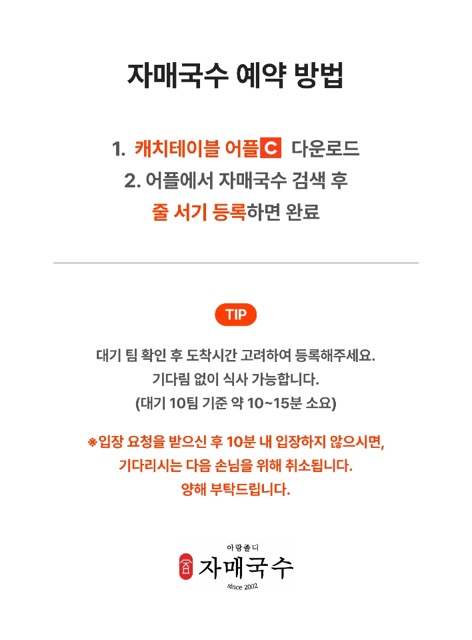 자매국수 예약 방법
1. 캐치테이블 어플 C 다운로드
2. 어플에서 자매국수 검색 후
줄 서기 등록하면 완료
TIP
대기 팀 확인 후 도착시간 고려하여 등록해주세요.
기다림 없이 식사 가능합니다.
(대기 10팀 기준 약 10~15분 소요)
※입장 요청을 받으신 후 10분 내 입장하지 않으시면,
기다리시는 다음 손님을 위해 취소됩니다.
양해 부탁드립니다.
아랑졸디
자매국수
since 2002